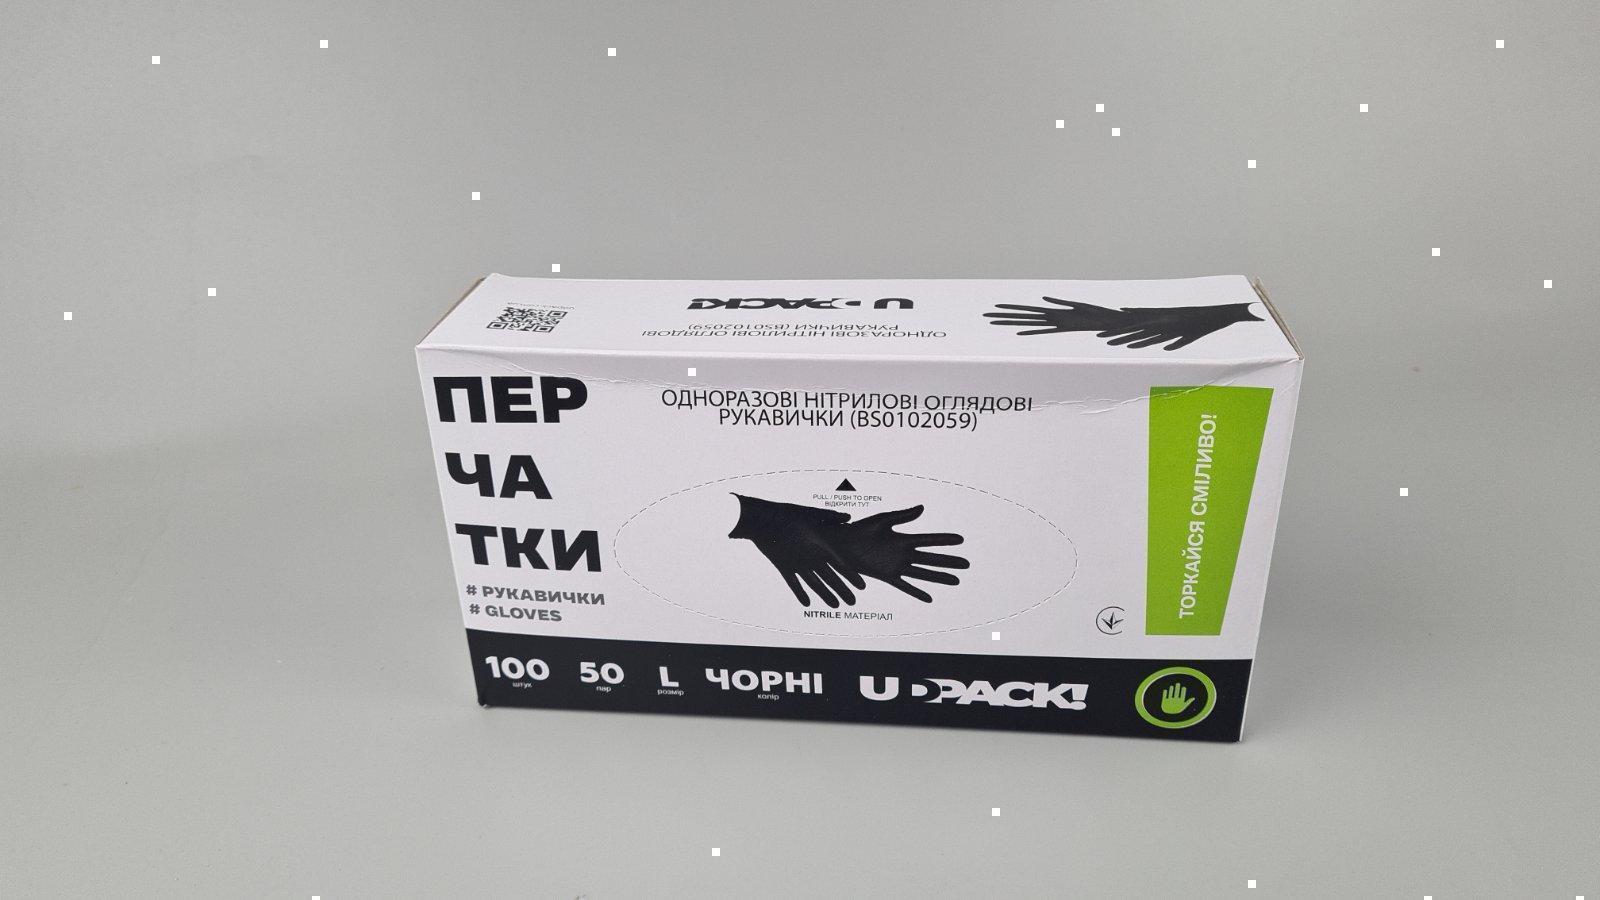 U PACK!
ОДНОРАЗОВІ НІТРИЛОВІ ОГЛЯДОВІ
РУКАВИЧКИ (BS0102059)
ПЕР
ЧА
ТКИ
# РУКАВИЧКИ
# GLOVES
ОДНОРАЗОВІ НІТРИЛОВІ ОГЛЯДОВІ
РУКАВИЧКИ (BS0102059)
PULL / PUSH TO OPEN
ВІДКРИТИ ТУТ
NITRILE МАТЕРІАЛ
ТОРКАЙСЯ СМІЛИВО!
100
штук
50
пар
L
розмір
ЧОРНІ
колір
U PACK!